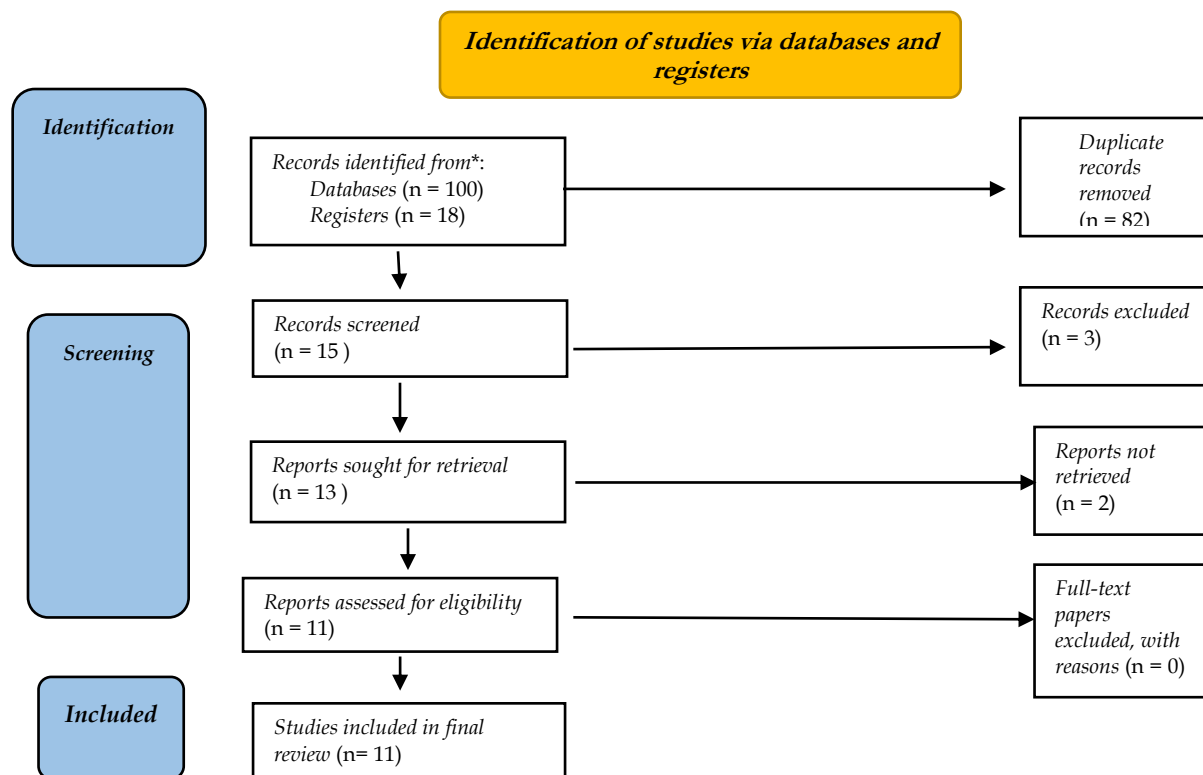 Identification of studies via databases and
registers
Identification
Records identified from*:
Databases (n = 100)
Registers (n = 18)
Duplicate
records
removed
(n = 82)
Screening
Records screened
(n = 15 )
Records excluded
(n = 3)
Reports sought for retrieval
(n = 13 )
Reports not
retrieved
(n = 2)
Reports assessed for eligibility
(n = 11)
Full-text
papers
excluded, with
reasons (n = 0)
Included
Studies included in final
review (n= 11)